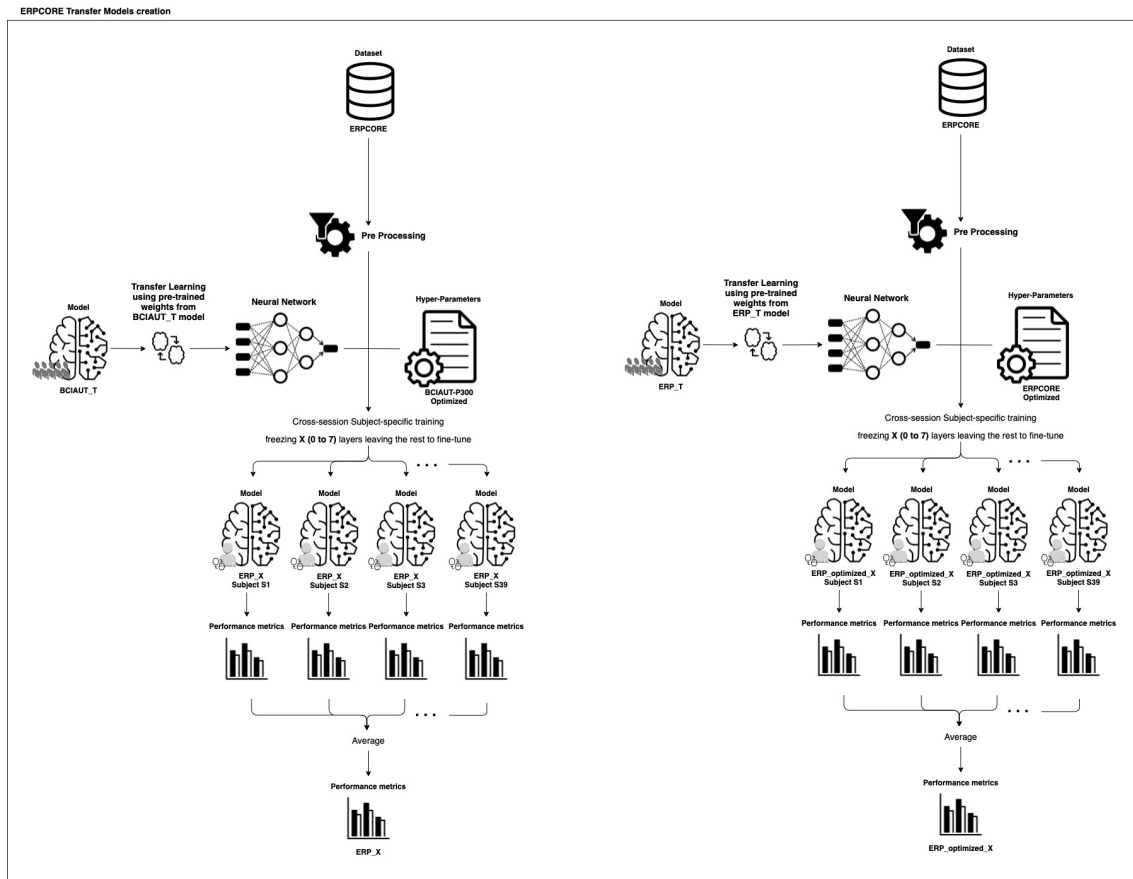 ERPCORE Transfer Models creation
Dataset
ERPCORE
Pre Processing
Transfer Learning
using pre-trained
weights from
BCIAUT_T model
Model
BCIAUT_T
Neural Network
Hyper-Parameters
BCIAUT-P300
Optimized
Cross-session Subject-specific training
freezing X (0 to 7) layers leaving the rest to fine-tune
...
Model
Model
Model
Model
ERP_X
Subject S1
ERP_X
Subject S2
ERP_X
Subject S3
ERP_X
Subject S39
Performance metrics
Performance metrics
Performance metrics
Performance metrics
...
Average
Performance metrics
ERP_X
Dataset
ERPCORE
Pre Processing
Transfer Learning
using pre-trained
weights from
ERP_T model
Model
ERP_T
Neural Network
Hyper-Parameters
ERPCORE
Optimized
Cross-session Subject-specific training
freezing X (0 to 7) layers leaving the rest to fine-tune
...
Model
Model
Model
Model
ERP_optimized_X
Subject S1
ERP_optimized_X
Subject S2
ERP_optimized_X
Subject S3
ERP_optimized_X
Subject S39
Performance metrics
Performance metrics
Performance metrics
Performance metrics
...
Average
Performance metrics
ERP_optimized_X